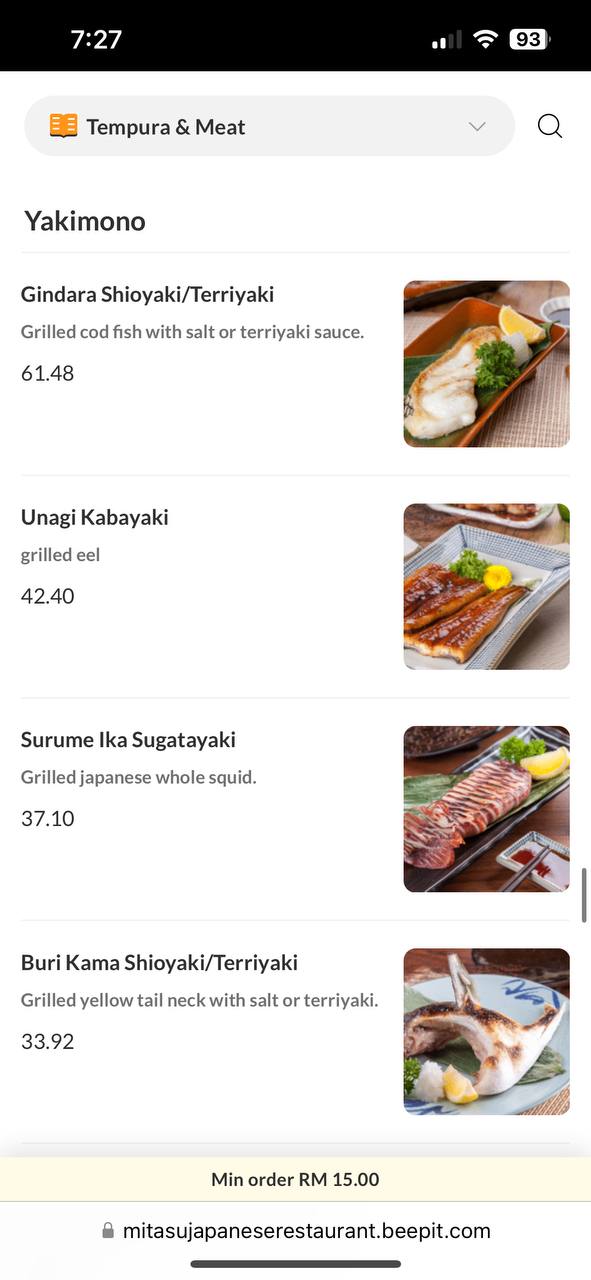 7:27
93
Tempura & Meat
Yakimono
Gindara Shioyaki/Terriyaki
Grilled cod fish with salt or terriyaki sauce.
61.48
Unagi Kabayaki
grilled eel
42.40
Surume Ika Sugatayaki
Grilled japanese whole squid.
37.10
Buri Kama Shioyaki/Terriyaki
Grilled yellow tail neck with salt or terriyaki.
33.92
Min order RM 15.00
mitasujapaneserestaurant.beepit.com